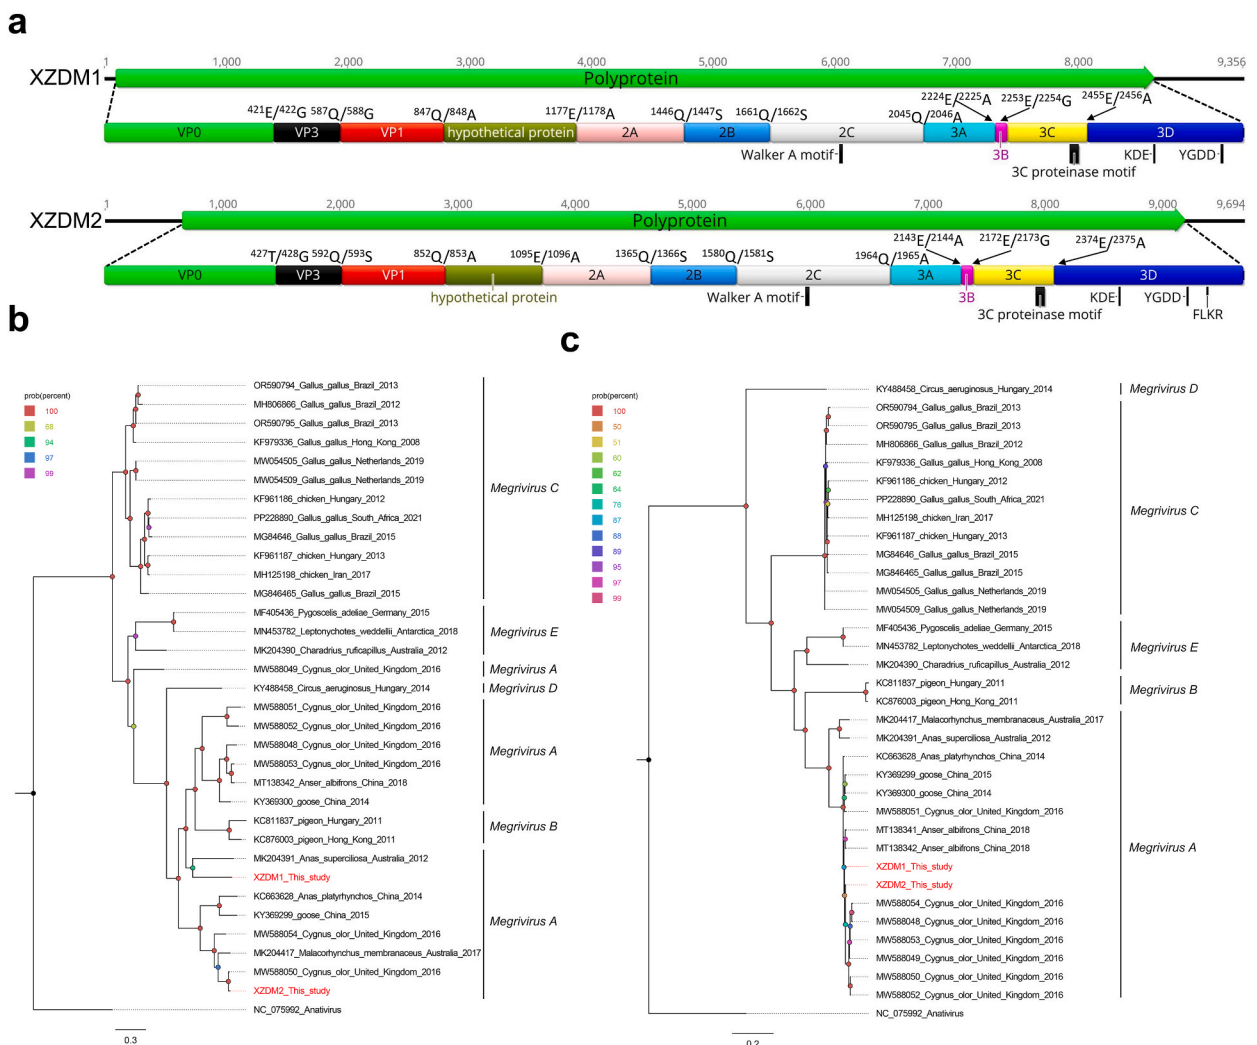 a
1 1,000 2,000 3,000 4,000 5,000 6,000 7,000 8,000 9,356
XZDM1 Polyprotein
421E/422G 587Q/588G 847Q/848A 1177E/1178A 1446Q/1447S 1661Q/1662S 2045Q/2046A 2224E/2225A 2253E/2254G 2455E/2456A
VP0 VP3 VP1 hypothetical protein 2A 2B 2C 3A 3C 3D
Walker A motif 3B KDE YGDD
3C proteinase motif
1 1,000 2,000 3,000 4,000 5,000 6,000 7,000 8,000 9,000 9,694
XZDM2 Polyprotein
427T/428G 592Q/593S 852Q/853A 1095E/1096A 1365Q/1366S 1580Q/1581S 1964Q/1965A 2143E/2144A 2172E/2173G 2374E/2375A
VP0 VP3 VP1 2A 2B 2C 3A 3C 3D
hypothetical protein Walker A motif 3B KDE YGDD
3C proteinase motif FLKR
b
prob(percent)
100
68
94
97
99
OR590794_Gallus_gallus_Brazil_2013
MH806866_Gallus_gallus_Brazil_2012
OR590795_Gallus_gallus_Brazil_2013
KF979336_Gallus_gallus_Hong_Kong_2008
MW054505_Gallus_gallus_Netherlands_2019
MW054509_Gallus_gallus_Netherlands_2019
KF961186_chicken_Hungary_2012
PP228890_Gallus_gallus_South_Africa_2021
MG84646_Gallus_gallus_Brazil_2015
KF961187_chicken_Hungary_2013
MH125198_chicken_Iran_2017
MG846465_Gallus_gallus_Brazil_2015
MF405436_Pygoscelis_adeliae_Germany_2015
MN453782_Leptonychotes_weddellii_Antarctica_2018
MK204390_Charadrius_ruficapillus_Australia_2012
MW588049_Cygnus_olor_United_Kingdom_2016
KY488458_Circus_aeruginosus_Hungary_2014
MW588051_Cygnus_olor_United_Kingdom_2016
MW588052_Cygnus_olor_United_Kingdom_2016
MW588048_Cygnus_olor_United_Kingdom_2016
MW588053_Cygnus_olor_United_Kingdom_2016
MT138342_Anser_albifrons_China_2018
KY369300_goose_China_2014
KC811837_pigeon_Hungary_2011
KC876003_pigeon_Hong_Kong_2011
MK204391_Anas_superciliosa_Australia_2012
XZDM1_This_study
KC663628_Anas_platyrhynchos_China_2014
KY369299_goose_China_2015
MW588054_Cygnus_olor_United_Kingdom_2016
MK204417_Malacorhynchus_membranaceus_Australia_2017
MW588050_Cygnus_olor_United_Kingdom_2016
XZDM2_This_study
NC_075992_Anativirus
Megrivirus C
Megrivirus E
Megrivirus A
Megrivirus D
Megrivirus A
Megrivirus B
Megrivirus A
0.3
c
prob(percent)
100
50
51
60
62
64
76
87
88
89
95
97
99
KY488458_Circus_aeruginosus_Hungary_2014
OR590794_Gallus_gallus_Brazil_2013
OR590795_Gallus_gallus_Brazil_2013
MH806866_Gallus_gallus_Brazil_2012
KF979336_Gallus_gallus_Hong_Kong_2008
KF961186_chicken_Hungary_2012
PP228890_Gallus_gallus_South_Africa_2021
MH125198_chicken_Iran_2017
KF961187_chicken_Hungary_2013
MG84646_Gallus_gallus_Brazil_2015
MG846465_Gallus_gallus_Brazil_2015
MW054505_Gallus_gallus_Netherlands_2019
MW054509_Gallus_gallus_Netherlands_2019
MF405436_Pygoscelis_adeliae_Germany_2015
MN453782_Leptonychotes_weddellii_Antarctica_2018
MK204390_Charadrius_ruficapillus_Australia_2012
KC811837_pigeon_Hungary_2011
KC876003_pigeon_Hong_Kong_2011
MK204417_Malacorhynchus_membranaceus_Australia_2017
MK204391_Anas_superciliosa_Australia_2012
KC663628_Anas_platyrhynchos_China_2014
KY369299_goose_China_2015
KY369300_goose_China_2014
MW588051_Cygnus_olor_United_Kingdom_2016
MT138341_Anser_albifrons_China_2018
MT138342_Anser_albifrons_China_2018
XZDM1_This_study
XZDM2_This_study
MW588054_Cygnus_olor_United_Kingdom_2016
MW588048_Cygnus_olor_United_Kingdom_2016
MW588053_Cygnus_olor_United_Kingdom_2016
MW588049_Cygnus_olor_United_Kingdom_2016
MW588050_Cygnus_olor_United_Kingdom_2016
MW588052_Cygnus_olor_United_Kingdom_2016
NC_075992_Anativirus
Megrivirus D
Megrivirus C
Megrivirus E
Megrivirus B
Megrivirus A
0.2